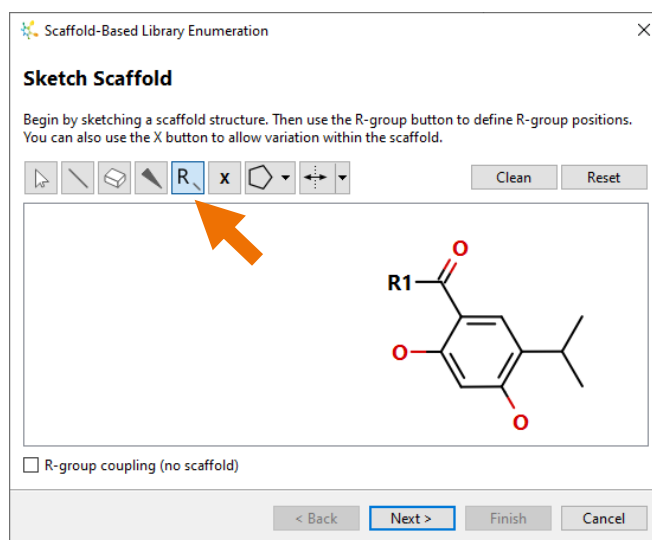 Scaffold-Based Library Enumeration
Sketch Scaffold
Begin by sketching a scaffold structure. Then use the R-group button to define R-group positions.
You can also use the X button to allow variation within the scaffold.
R X Clean Reset
O
R1
O
O
R-group coupling (no scaffold)
< Back Next > Finish Cancel